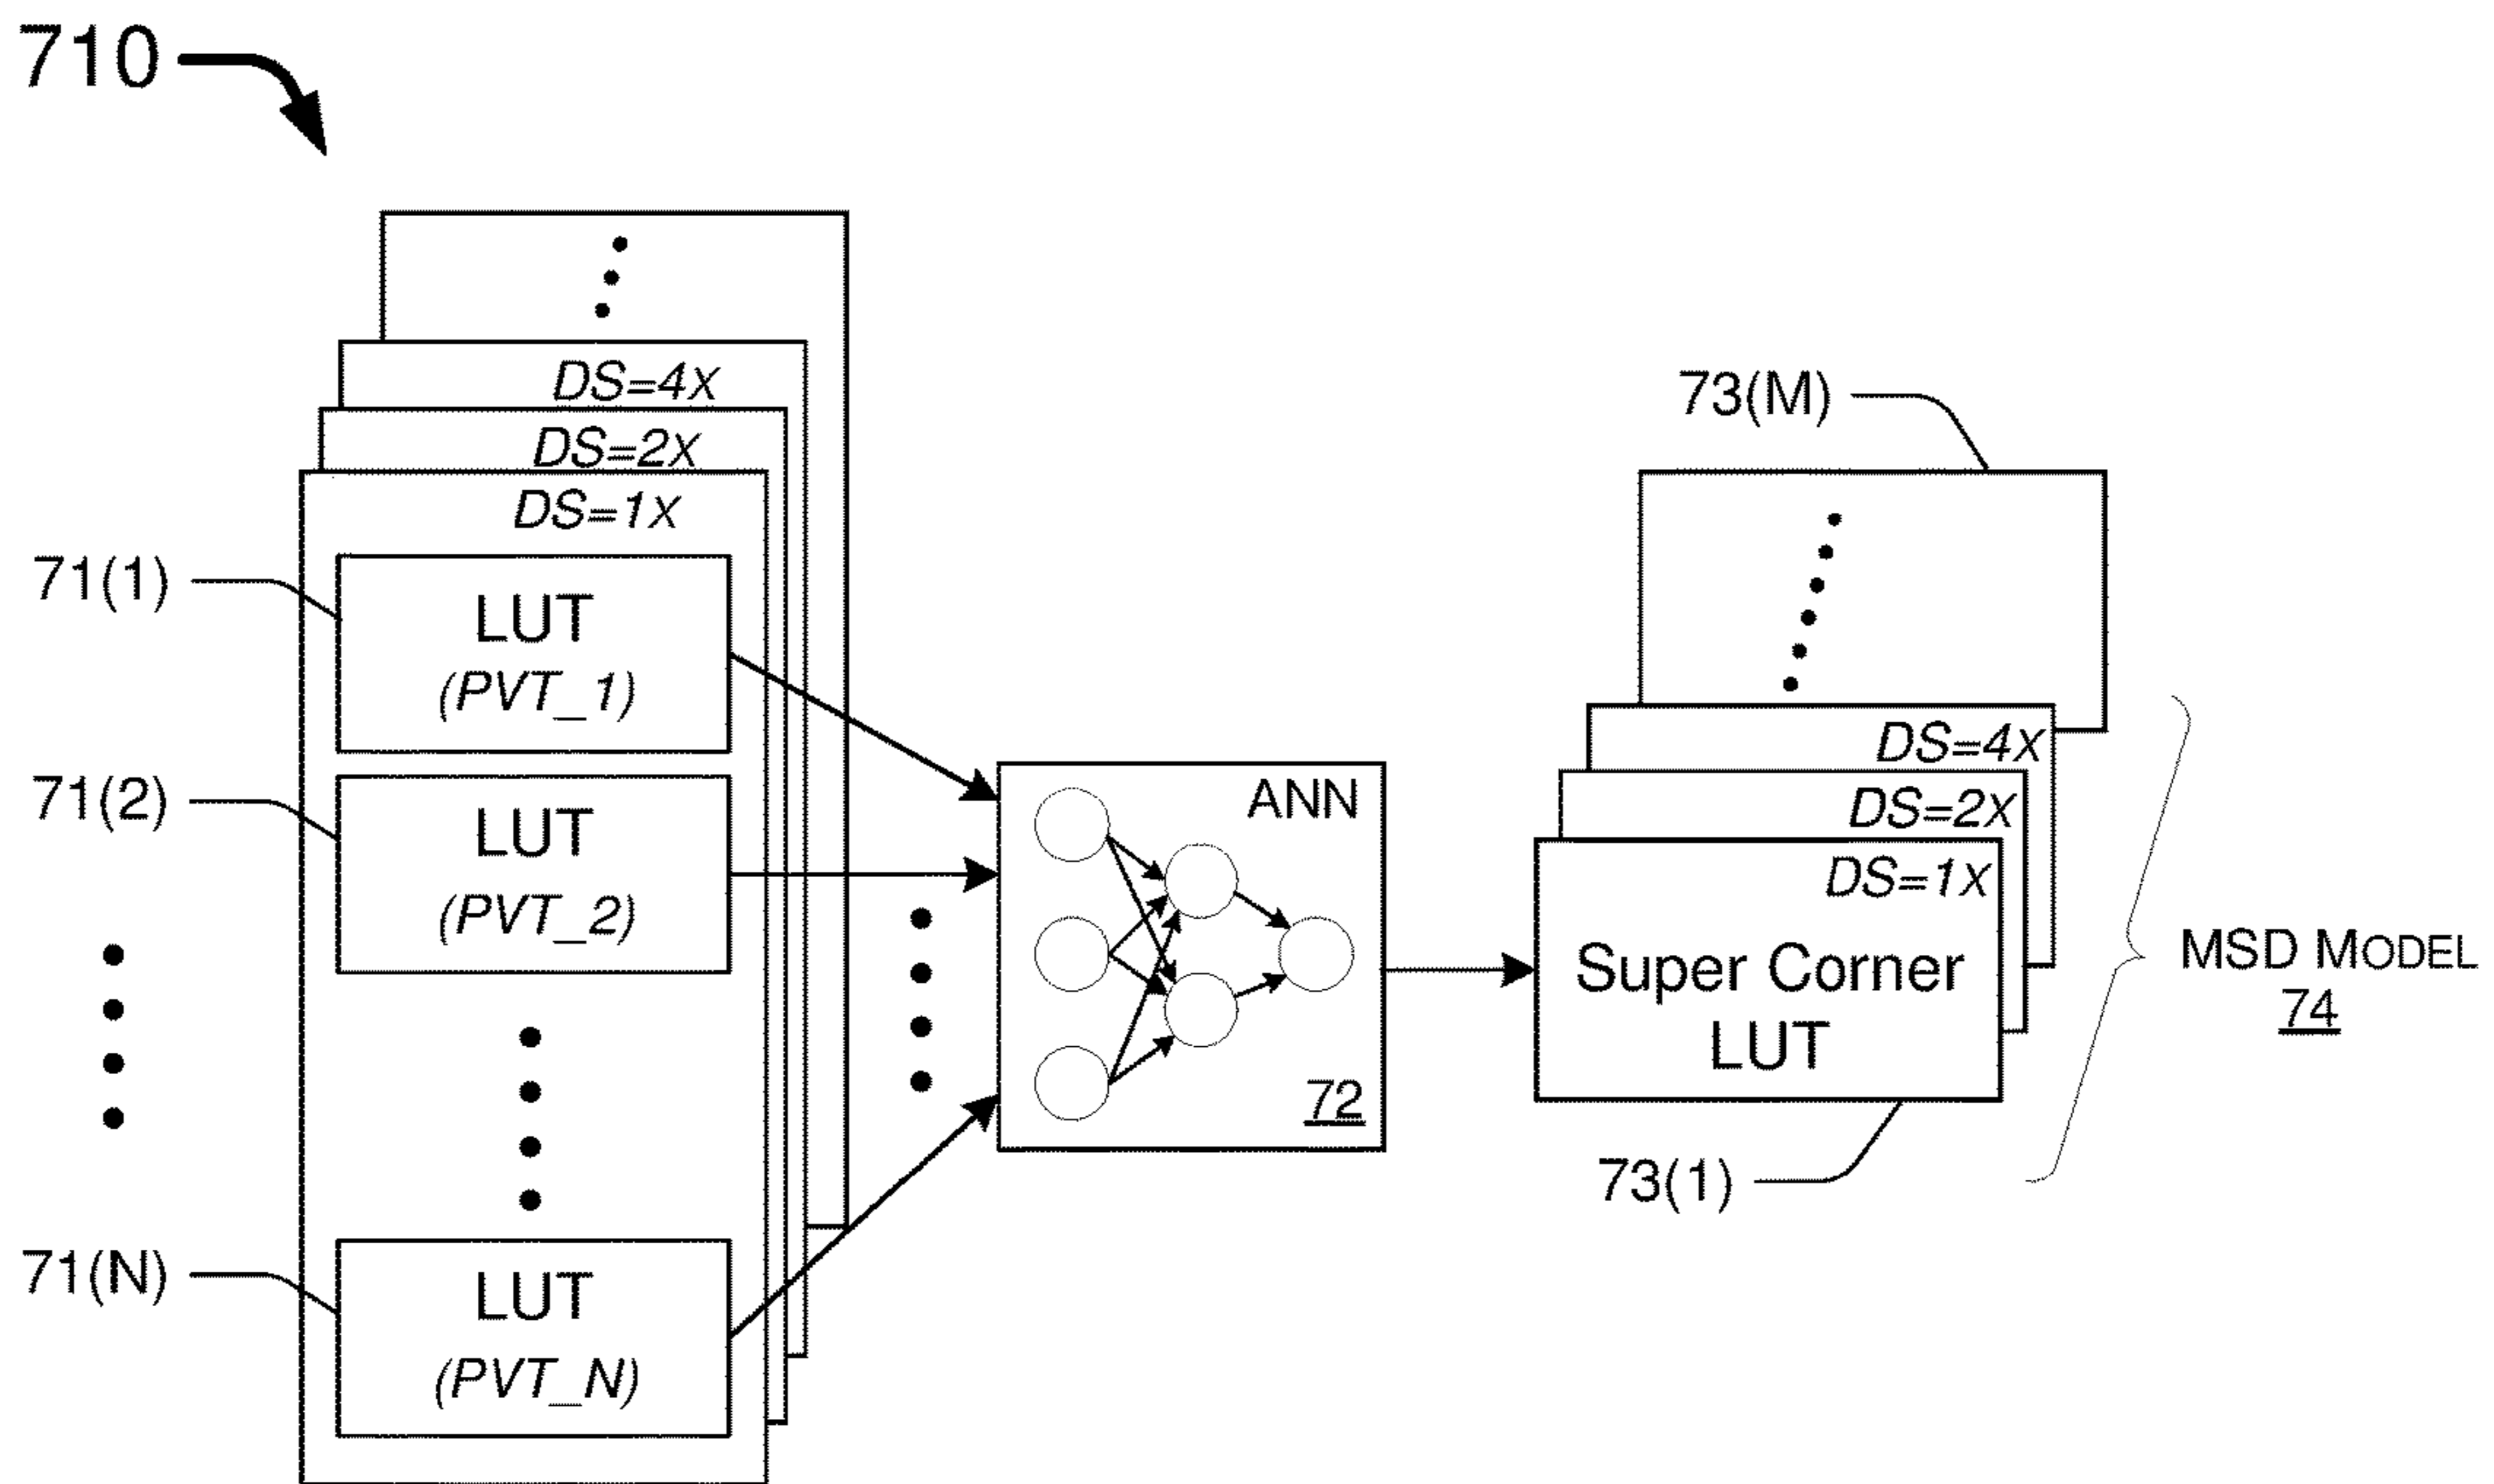 710
DS=4X
DS=2X
DS=1X
71(1)
LUT
(PVT_1)
71(2)
LUT
(PVT_2)
71(N)
LUT
(PVT_N)
ANN
72
73(M)
DS=4X
DS=2X
DS=1X
Super Corner
LUT
73(1)
MSD MODEL
74